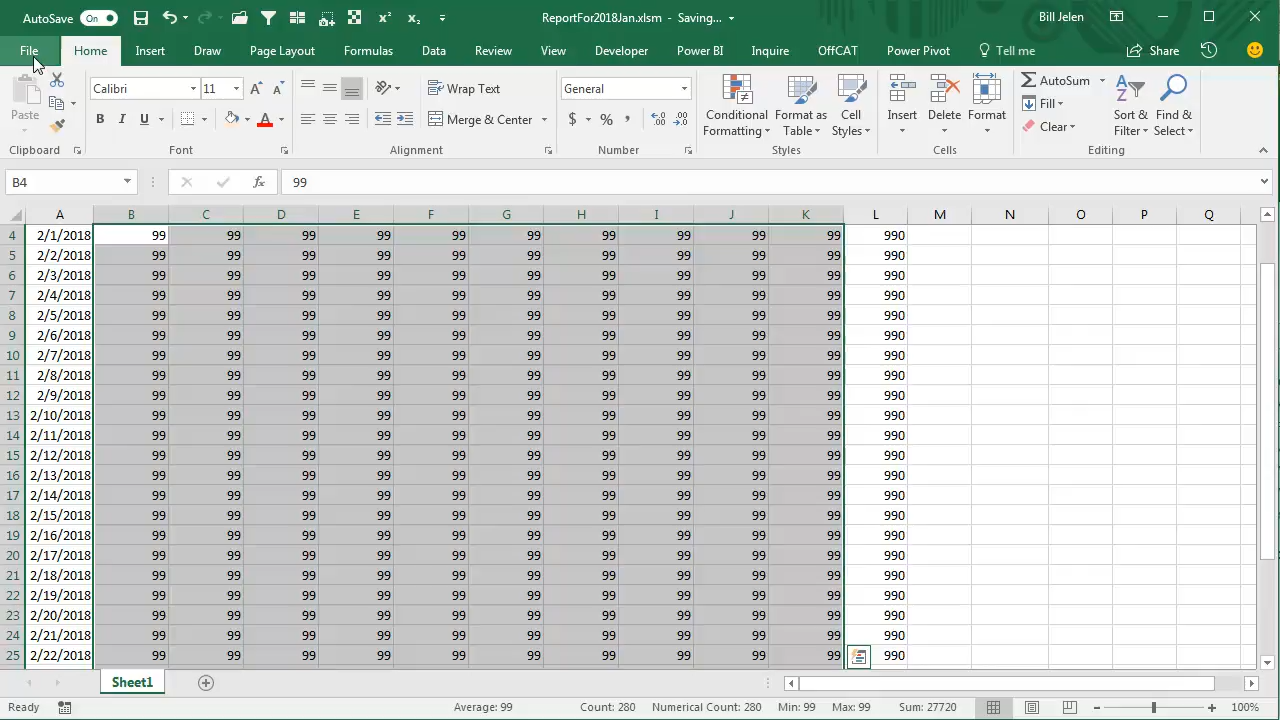 AutoSave On ReportFor2018Jan.xlsm - Saving... Bill Jelen
File Home Insert Draw Page Layout Formulas Data Review View Developer Power BI Inquire OffCAT Power Pivot Tell me Share
Paste
Calibri 11
B I U A
Wrap Text
Merge & Center
General
$ % ,
Conditional Formatting
Format as Table
Cell Styles
Insert
Delete
Format
AutoSum
Fill
Clear
Sort & Filter
Find & Select
Clipboard Font Alignment Number Styles Cells Editing
B4 fx 99
A B C D E F G H I J K L M N O P Q
4 2/1/2018 99 99 99 99 99 99 99 99 99 99 990
5 2/2/2018 99 99 99 99 99 99 99 99 99 99 990
6 2/3/2018 99 99 99 99 99 99 99 99 99 99 990
7 2/4/2018 99 99 99 99 99 99 99 99 99 99 990
8 2/5/2018 99 99 99 99 99 99 99 99 99 99 990
9 2/6/2018 99 99 99 99 99 99 99 99 99 99 990
10 2/7/2018 99 99 99 99 99 99 99 99 99 99 990
11 2/8/2018 99 99 99 99 99 99 99 99 99 99 990
12 2/9/2018 99 99 99 99 99 99 99 99 99 99 990
13 2/10/2018 99 99 99 99 99 99 99 99 99 99 990
14 2/11/2018 99 99 99 99 99 99 99 99 99 99 990
15 2/12/2018 99 99 99 99 99 99 99 99 99 99 990
16 2/13/2018 99 99 99 99 99 99 99 99 99 99 990
17 2/14/2018 99 99 99 99 99 99 99 99 99 99 990
18 2/15/2018 99 99 99 99 99 99 99 99 99 99 990
19 2/16/2018 99 99 99 99 99 99 99 99 99 99 990
20 2/17/2018 99 99 99 99 99 99 99 99 99 99 990
21 2/18/2018 99 99 99 99 99 99 99 99 99 99 990
22 2/19/2018 99 99 99 99 99 99 99 99 99 99 990
23 2/20/2018 99 99 99 99 99 99 99 99 99 99 990
24 2/21/2018 99 99 99 99 99 99 99 99 99 99 990
25 2/22/2018 99 99 99 99 99 99 99 99 99 99 990
Sheet1
Ready Average: 99 Count: 280 Numerical Count: 280 Min: 99 Max: 99 Sum: 27720 100%